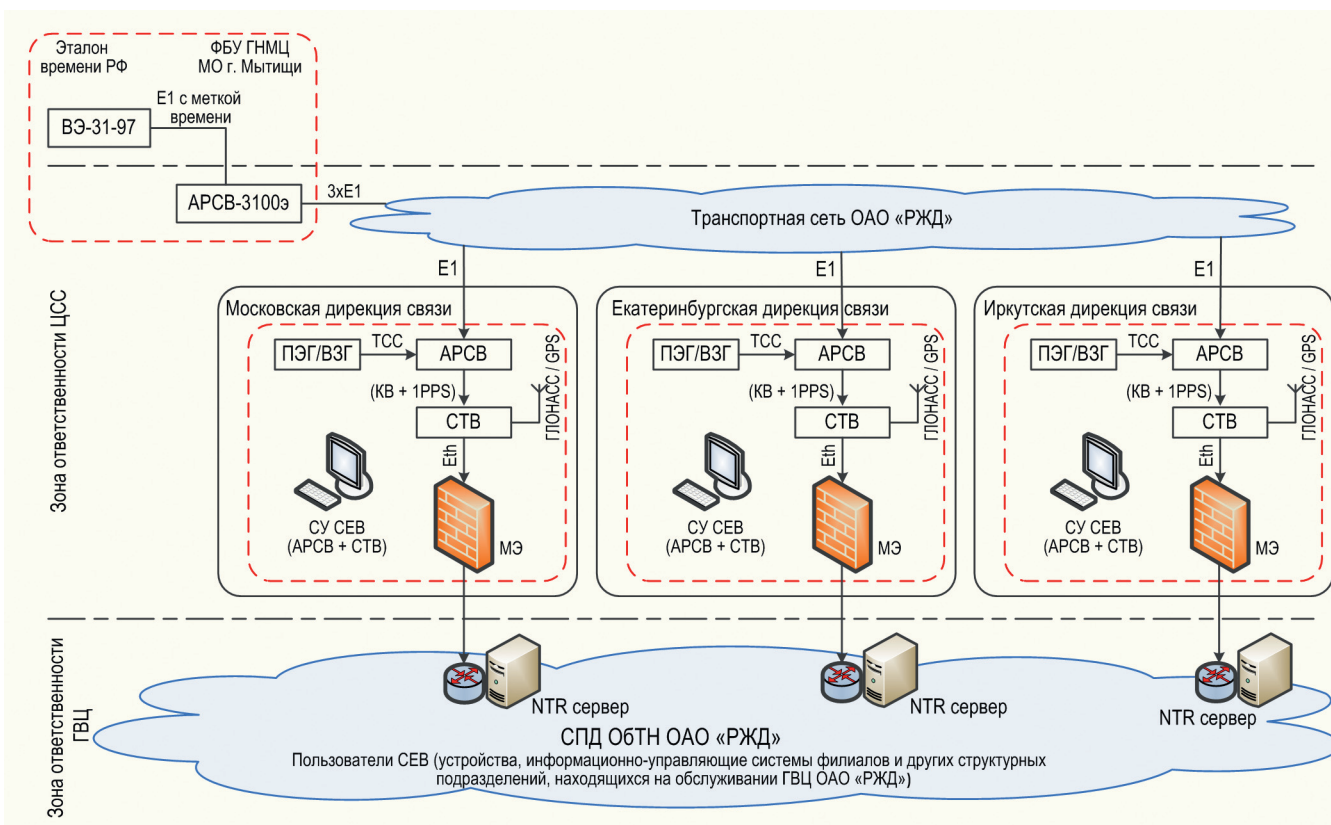 Эталон
времени РФ
ФБУ ГНМЦ
МО г. Мытищи
Е1 с меткой
времени
ВЭ-31-97
АРСВ-3100э
3хЕ1
Транспортная сеть ОАО «РЖД»
Зона ответственности ЦСС
Е1
Е1
Е1
Московская дирекция связи
ПЭГ/ВЗГ
ТСС
АРСВ
(КВ + 1PPS)
СТВ
ГЛОНАСС / GPS
Eth
СУ СЕВ
(АРСВ + СТВ)
МЭ
Екатеринбургская дирекция связи
ПЭГ/ВЗГ
ТСС
АРСВ
(КВ + 1PPS)
СТВ
ГЛОНАСС / GPS
Eth
СУ СЕВ
(АРСВ + СТВ)
МЭ
Иркутская дирекция связи
ПЭГ/ВЗГ
ТСС
АРСВ
(КВ + 1PPS)
СТВ
ГЛОНАСС / GPS
Eth
СУ СЕВ
(АРСВ + СТВ)
МЭ
Зона ответственности
ГВЦ
NTR сервер
NTR сервер
NTR сервер
СПД ОбТН ОАО «РЖД»
Пользователи СЕВ (устройства, информационно-управляющие системы филиалов и других структурных
подразделений, находящихся на обслуживании ГВЦ ОАО «РЖД»)